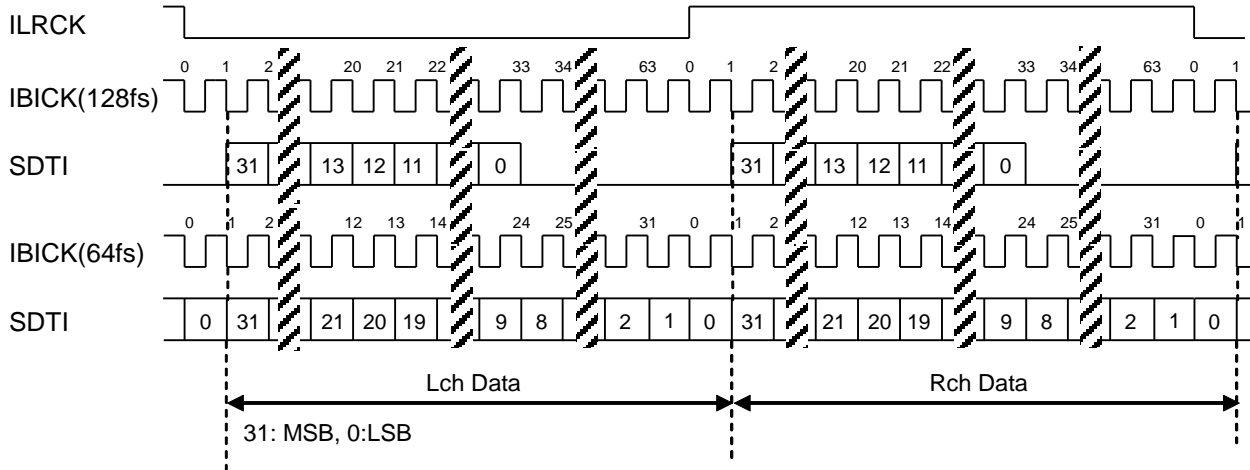 ILRCK
0 1 2 20 21 22 33 34 63 0 1 2 20 21 22 33 34 63 0 1
IBICK(128fs)
SDTI 31 13 12 11 0 31 13 12 11 0
0 1 2 12 13 14 24 25 31 0 1 2 12 13 14 24 25 31 0 1
IBICK(64fs)
SDTI 0 31 21 20 19 9 8 2 1 0 31 21 20 19 9 8 2 1 0
Lch Data Rch Data
31: MSB, 0:LSB